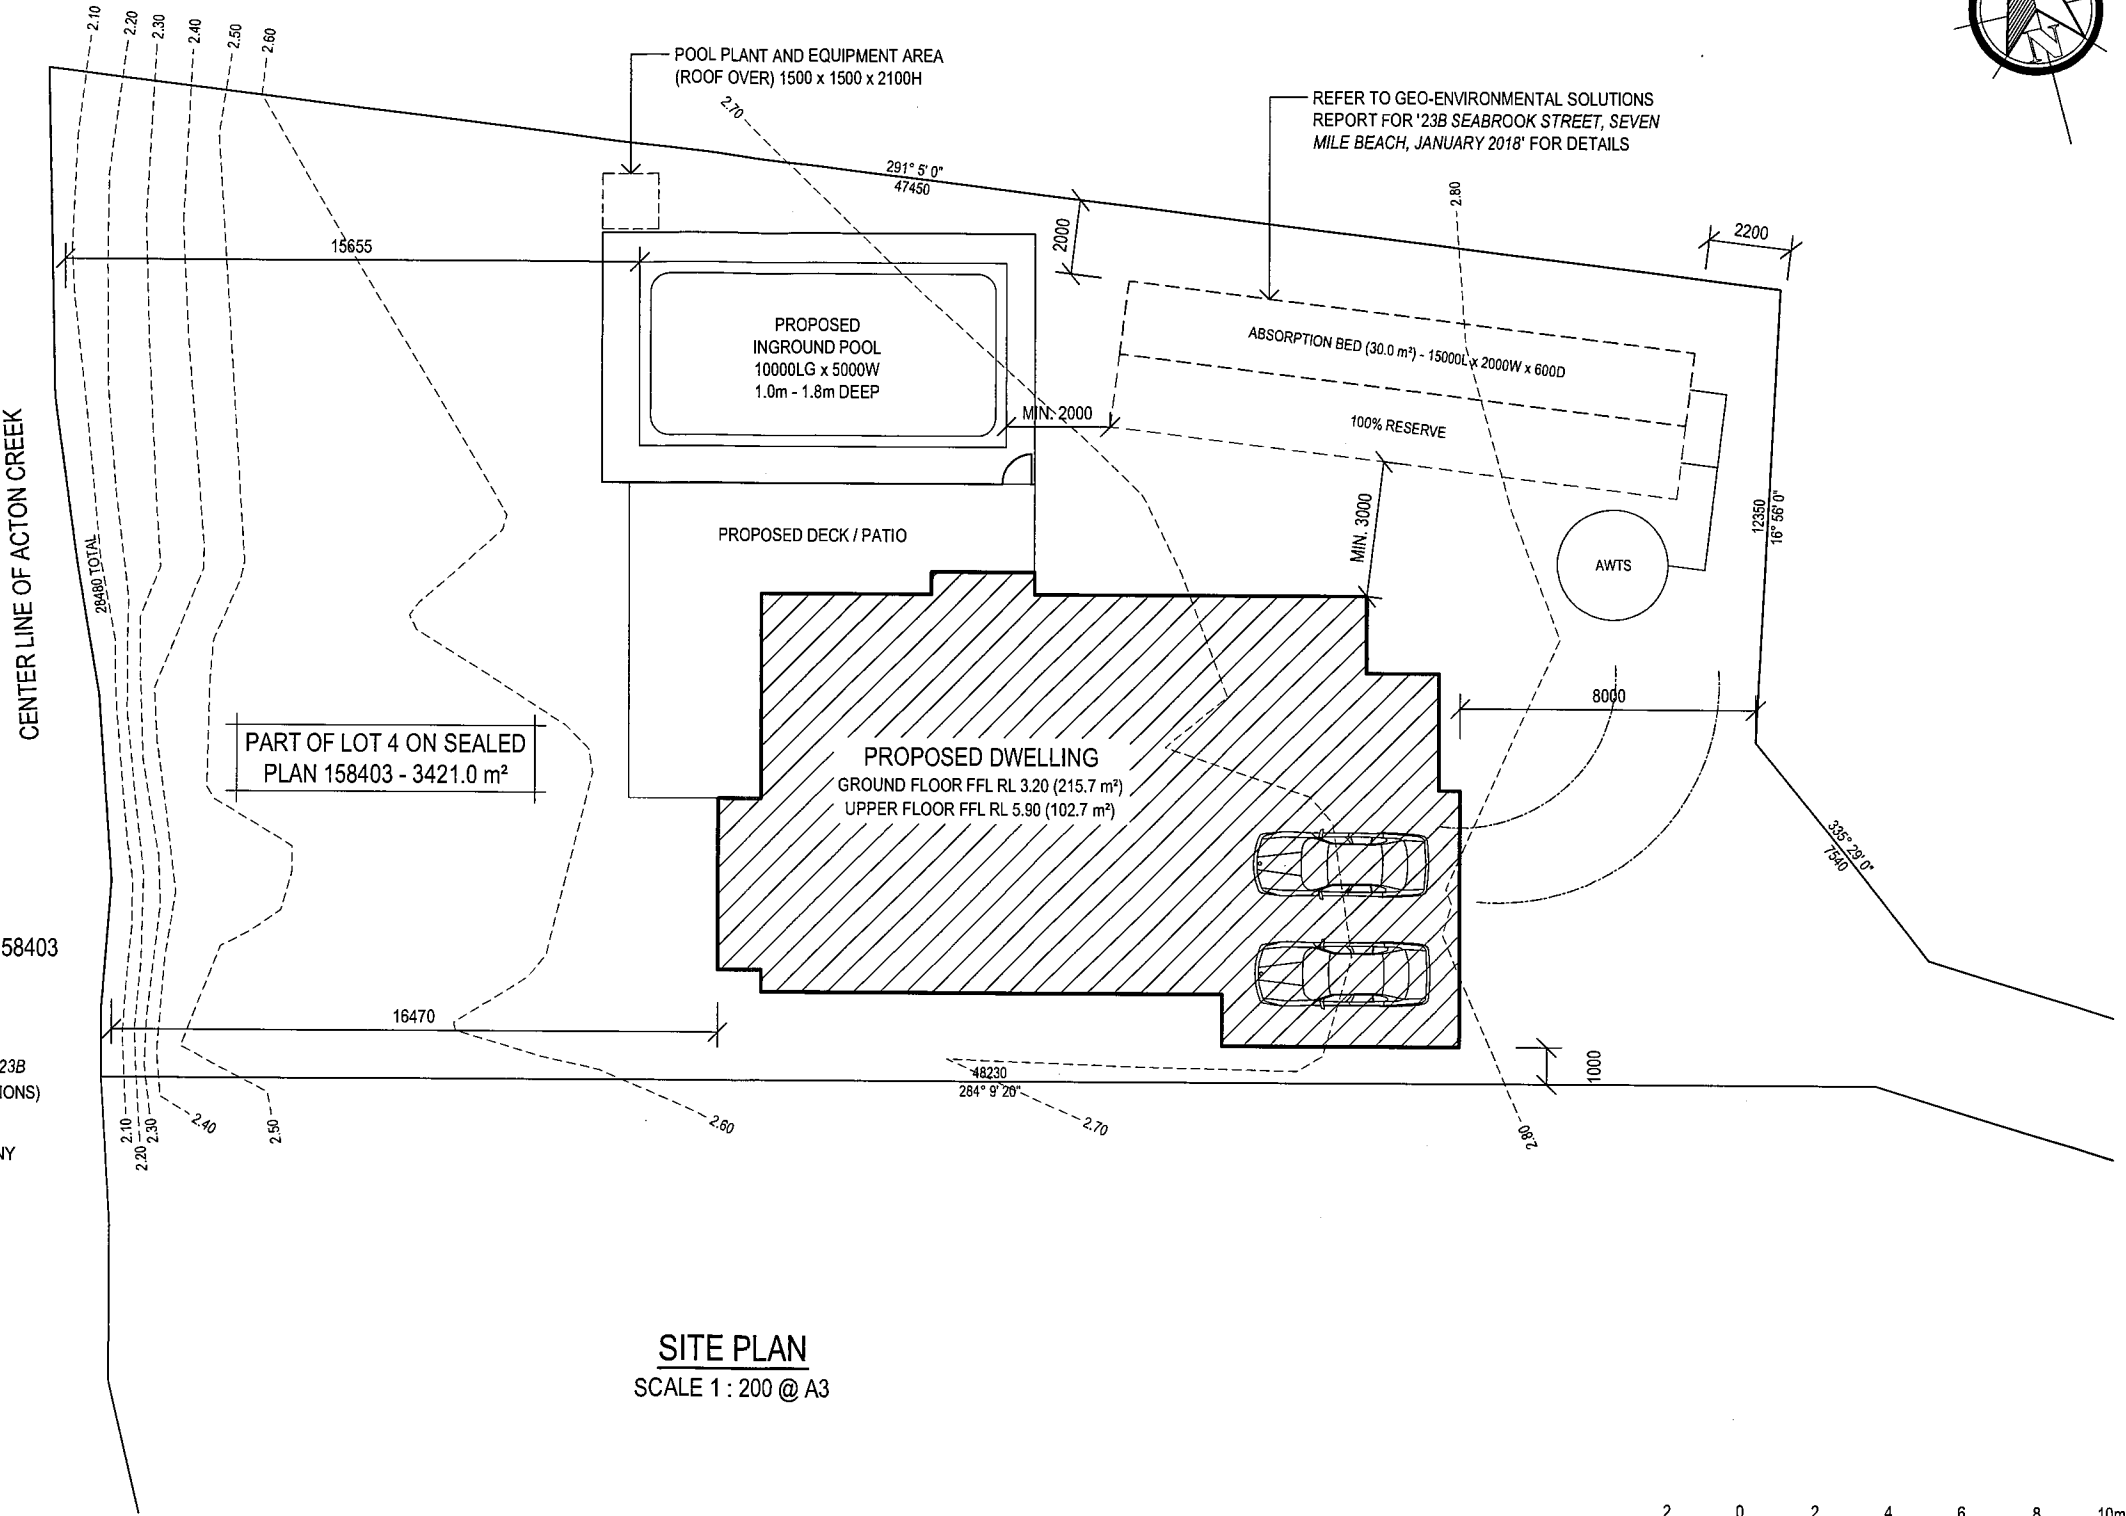 2.10
2.20
2.30
2.40
2.50
2.60
POOL PLANT AND EQUIPMENT AREA
(ROOF OVER) 1500 x 1500 x 2100H
2.70
N
REFER TO GEO-ENVIRONMENTAL SOLUTIONS
REPORT FOR '23B SEABROOK STREET, SEVEN
MILE BEACH, JANUARY 2018' FOR DETAILS
291° 5' 0"
47450
2.80
2000
2200
15655
PROPOSED
INGROUND POOL
10000LG x 5000W
1.0m - 1.8m DEEP
ABSORPTION BED (30.0 m²) - 15000L x 2000W x 600D
MIN. 2000
100% RESERVE
CENTER LINE OF ACTON CREEK
28480 TOTAL
PROPOSED DECK / PATIO
MIN. 3000
12350
16° 56' 0"
AWTS
8000
PART OF LOT 4 ON SEALED
PLAN 158403 - 3421.0 m²
PROPOSED DWELLING
GROUND FLOOR FFL RL 3.20 (215.7 m²)
UPPER FLOOR FFL RL 5.90 (102.7 m²)
335° 29' 0"
7540
58403
16470
23B
IONS)
NY
48230
284° 9' 20"
1000
2.10
2.20
2.30
2.40
2.50
2.60
2.70
2.80
SITE PLAN
SCALE 1 : 200 @ A3
2 0 2 4 6 8 10m